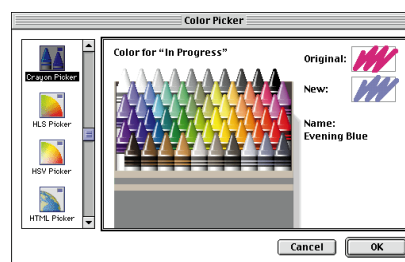 Color Picker
Crayon Picker
HLS Picker
HSV Picker
HTML Picker
Color for “In Progress”
Original:
New:
Name:
Evening Blue
Cancel
OK